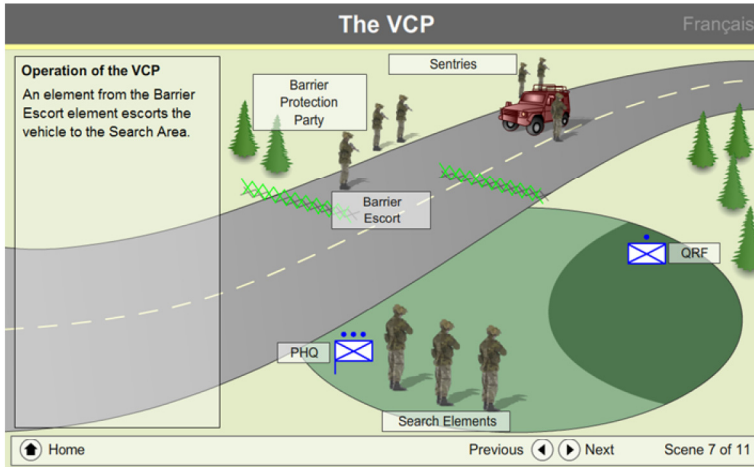 The VCP
Français
Operation of the VCP
An element from the Barrier
Escort element escorts the
vehicle to the Search Area.
Sentries
Barrier
Protection
Party
Barrier
Escort
QRF
PHQ
Search Elements
Home
Previous
Next
Scene 7 of 11